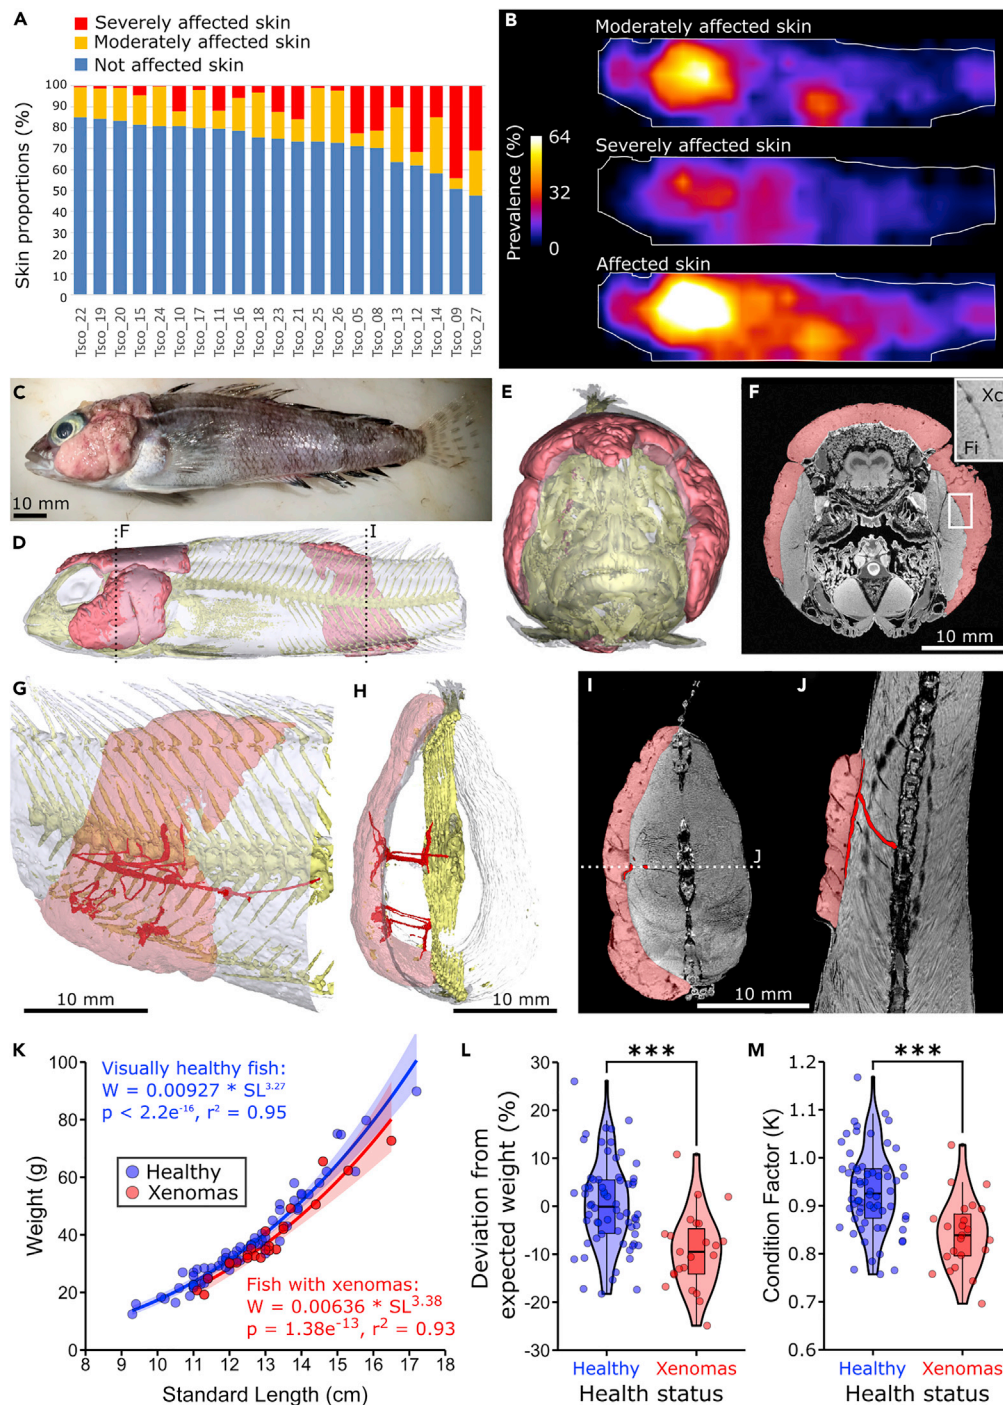 A
Severely affected skin
Moderately affected skin
Not affected skin
Skin proportions (%)
100
90
80
70
60
50
40
30
20
10
0
Tsco_22
Tsco_19
Tsco_20
Tsco_15
Tsco_24
Tsco_10
Tsco_17
Tsco_11
Tsco_16
Tsco_18
Tsco_23
Tsco_21
Tsco_25
Tsco_26
Tsco_05
Tsco_08
Tsco_13
Tsco_12
Tsco_14
Tsco_09
Tsco_27
B
Moderately affected skin
Severely affected skin
Affected skin
Prevalence (%)
64
32
0
C
10 mm
D
F
I
E
F
Xc
Fi
10 mm
G
10 mm
H
10 mm
I
J
10 mm
J
K
Visually healthy fish:
W = 0.00927 * SL³·²⁷
p < 2.2e⁻¹⁶, r² = 0.95
Healthy
Xenomas
Fish with xenomas:
W = 0.00636 * SL³·³⁸
p = 1.38e⁻¹³, r² = 0.93
Weight (g)
100
80
60
40
20
0
8 9 10 11 12 13 14 15 16 17 18
Standard Length (cm)
L
***
Deviation from
expected weight (%)
30
20
10
-0
-10
-20
-30
Healthy Xenomas
Health status
M
***
Condition Factor (K)
1.2
1.1
1.0
0.9
0.8
0.7
0.6
Healthy Xenomas
Health status